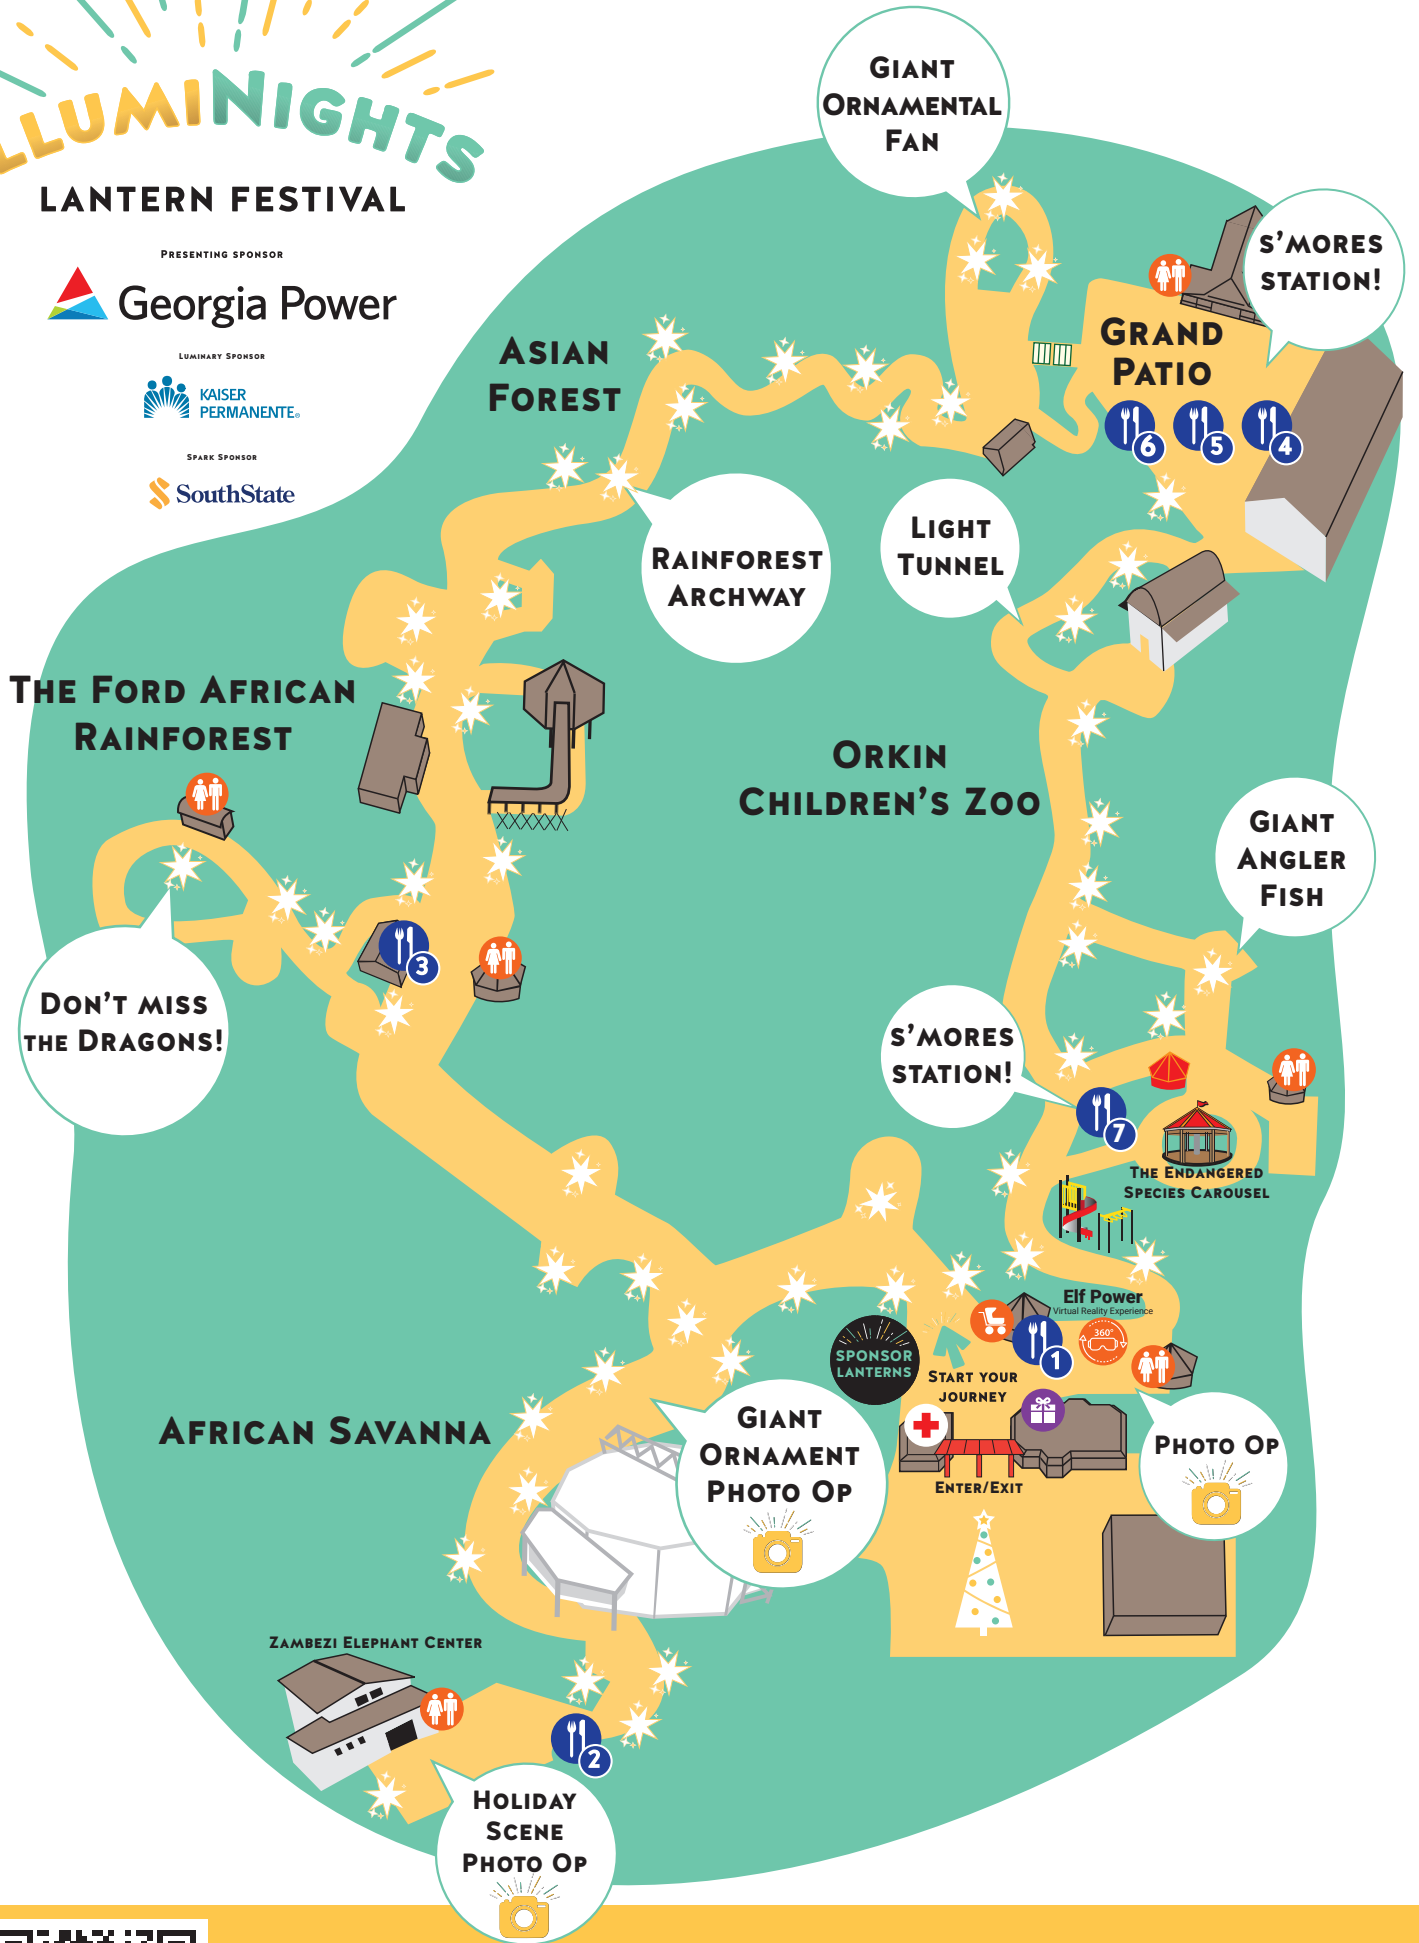 LLUMINIGHTS
LANTERN FESTIVAL
PRESENTING SPONSOR
Georgia Power
LUMINARY SPONSOR
KAISER
PERMANENTE®
SPARK SPONSOR
SouthState
GIANT
ORNAMENTAL
FAN
S'MORES
STATION!
GRAND
PATIO
6
5
4
ASIAN
FOREST
RAINFOREST
ARCHWAY
LIGHT
TUNNEL
THE FORD AFRICAN
RAINFOREST
ORKIN
CHILDREN'S ZOO
GIANT
ANGLER
FISH
3
DON'T MISS
THE DRAGONS!
S'MORES
STATION!
7
THE ENDANGERED
SPECIES CAROUSEL
Elf Power
Virtual Reality Experience
360°
1
SPONSOR
LANTERNS
START YOUR
JOURNEY
ENTER/EXIT
PHOTO OP
GIANT
ORNAMENT
PHOTO OP
AFRICAN SAVANNA
ZAMBEZI ELEPHANT CENTER
2
HOLIDAY
SCENE
PHOTO OP